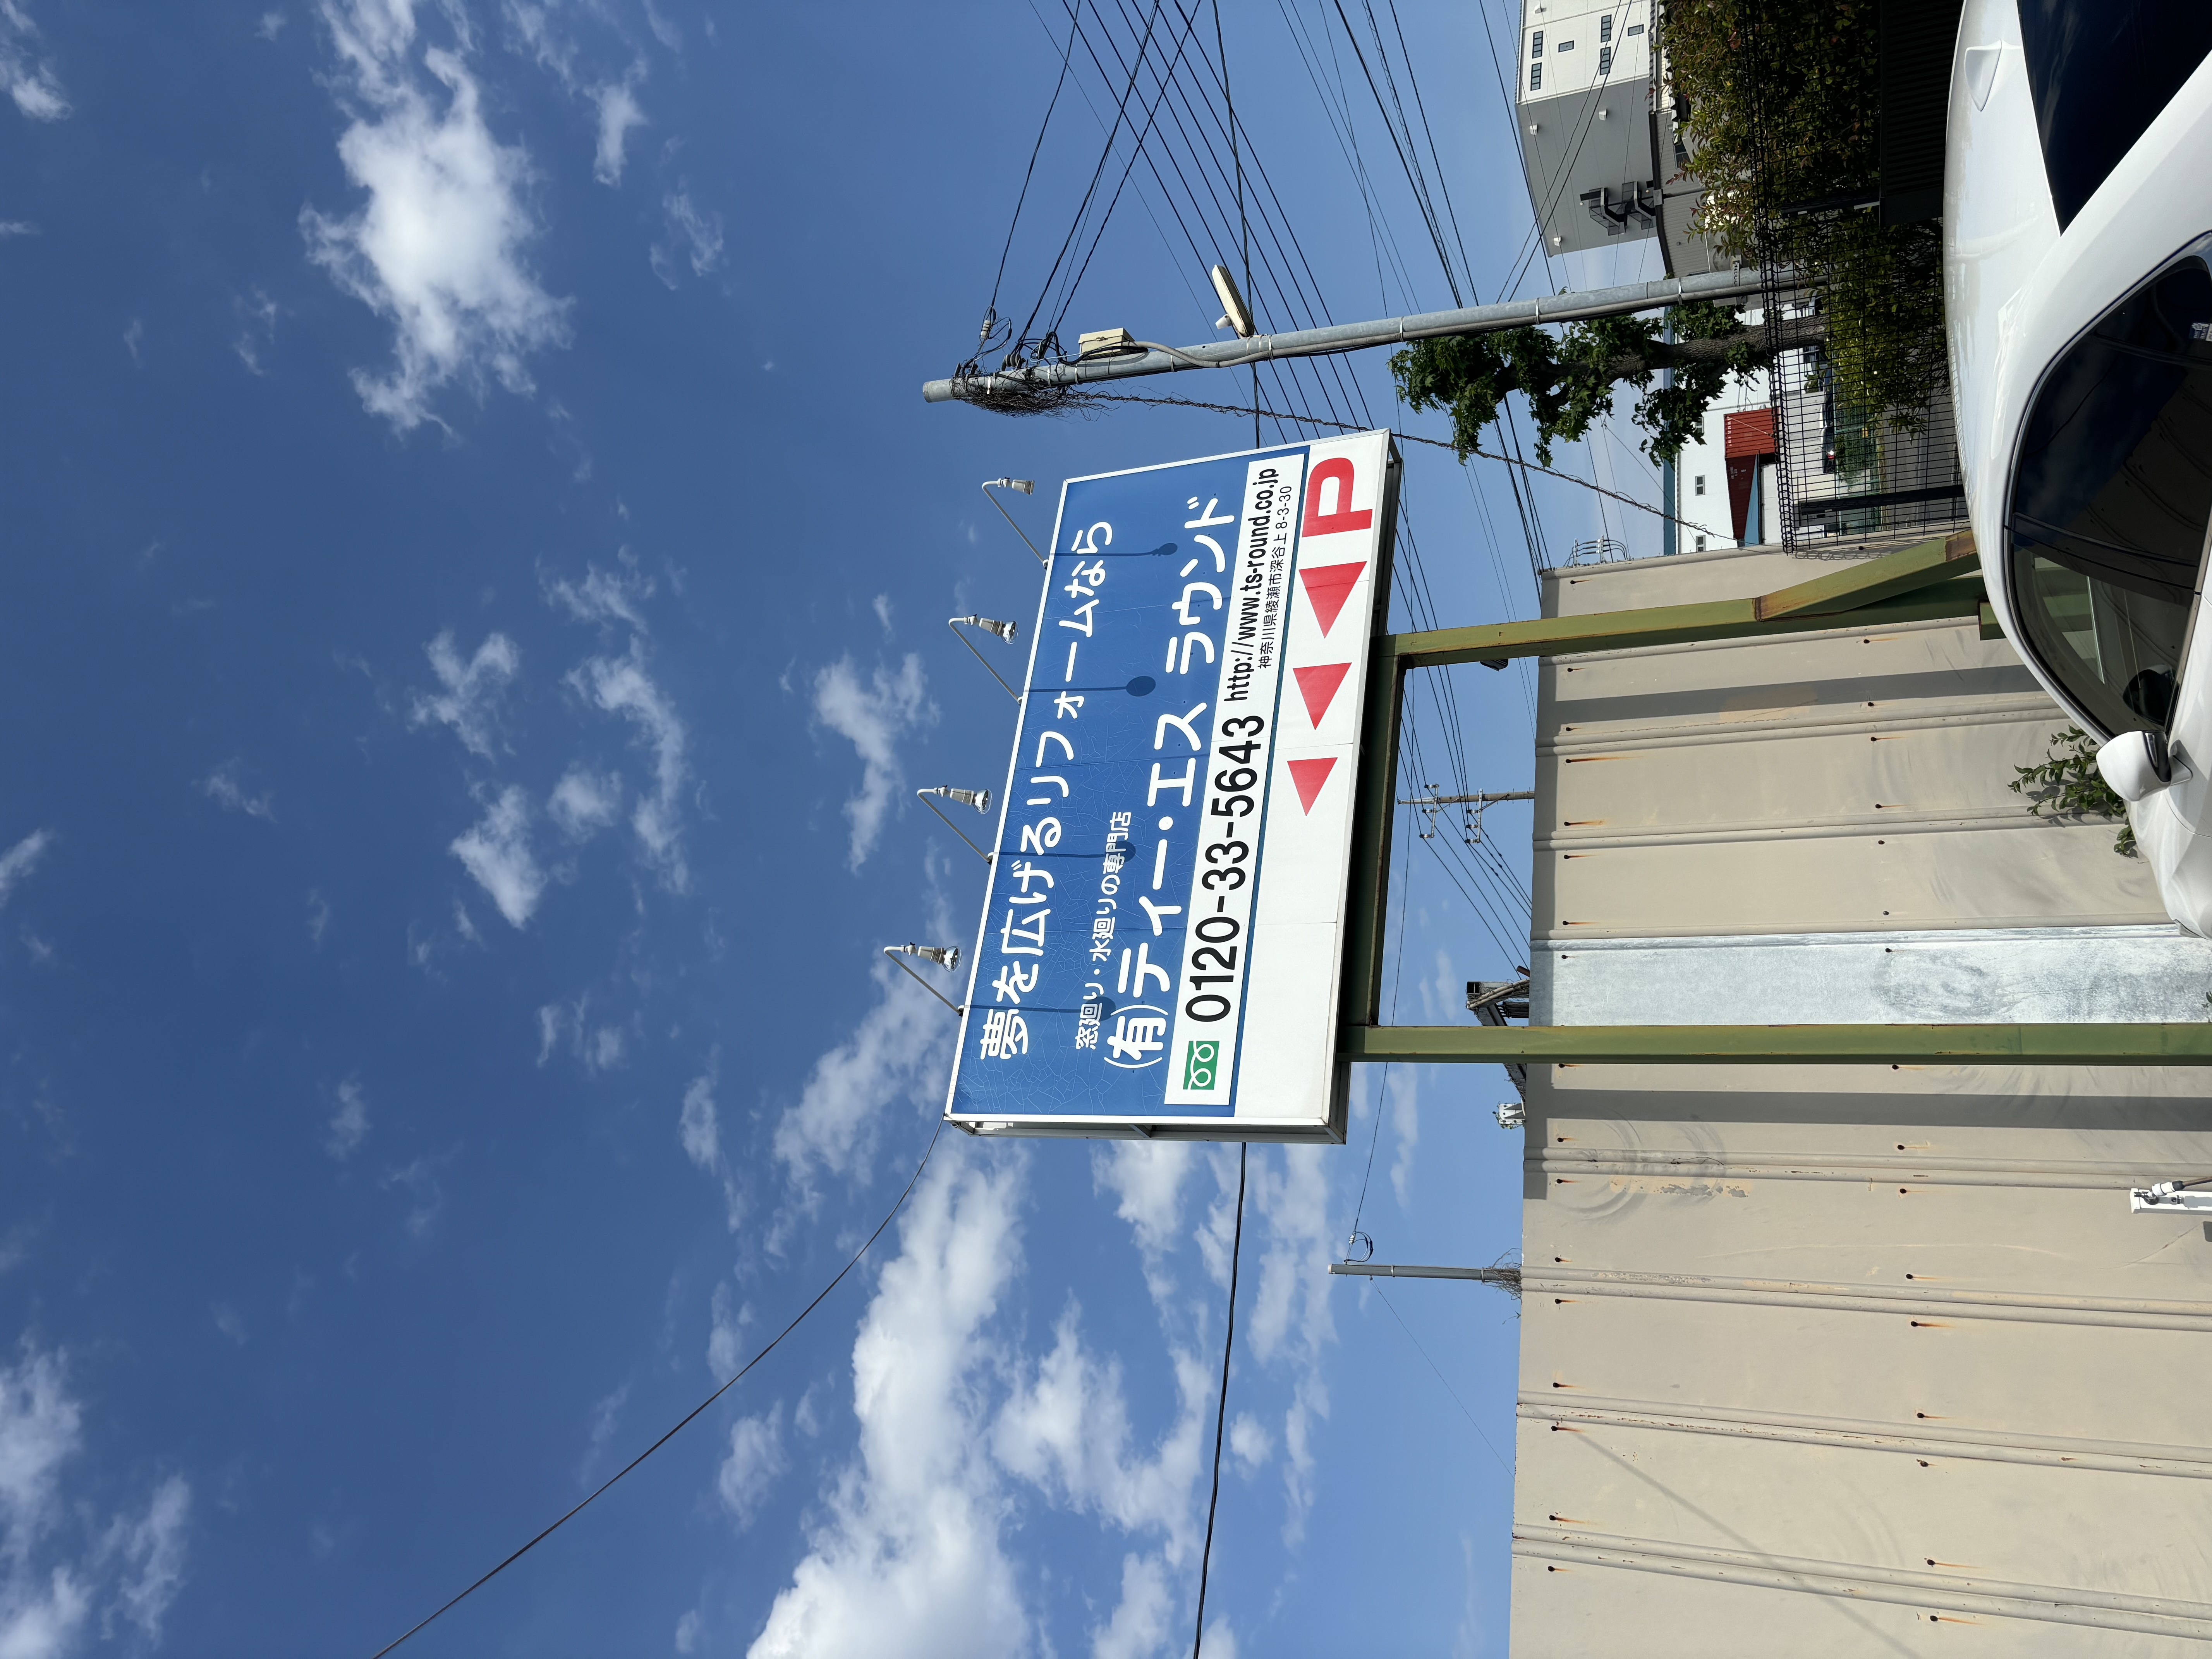 夢を広げるリフォームなら
窓廻り・水廻りの専門店
(有)ティー・エス ラウンド
0120-33-5643 http://www.ts-round.co.jp
神奈川県綾瀬市深谷上 8-3-30
◀◀◀P